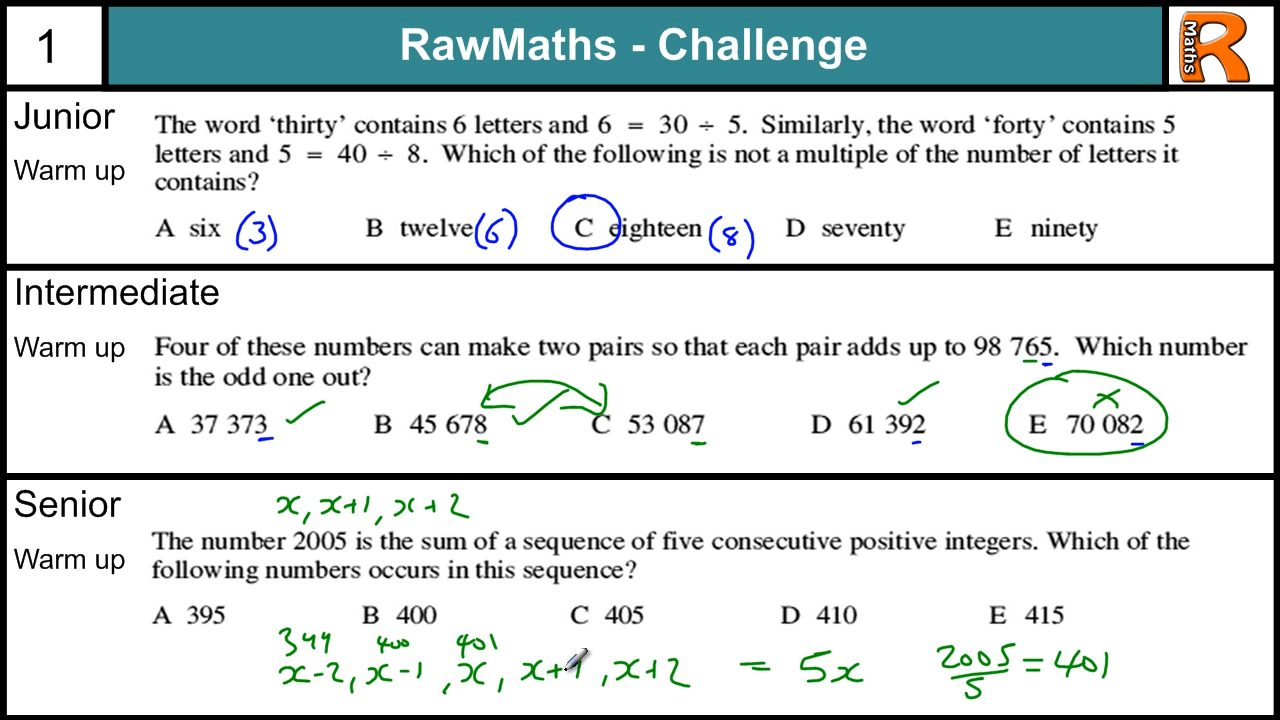 1 RawMaths - Challenge Maths R
Junior
Warm up
The word ‘thirty’ contains 6 letters and 6 = 30 ÷ 5. Similarly, the word ‘forty’ contains 5
letters and 5 = 40 ÷ 8. Which of the following is not a multiple of the number of letters it
contains?
A six (3) B twelve (6) C eighteen (8) D seventy E ninety
Intermediate
Warm up
Four of these numbers can make two pairs so that each pair adds up to 98 765. Which number
is the odd one out?
A 37 373 ✓ B 45 678 ✓ C 53 087 D 61 392 ✓ E 70 082 ×
Senior
Warm up
x, x+1, x+2
The number 2005 is the sum of a sequence of five consecutive positive integers. Which of the
following numbers occurs in this sequence?
A 395 B 400 C 405 D 410 E 415
399 400 401
x-2, x-1, x, x+1, x+2 = 5x 2005/5 = 401